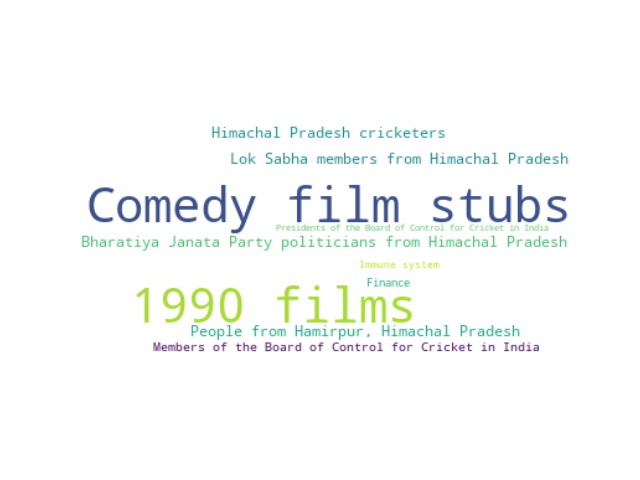 Himachal Pradesh cricketers
Lok Sabha members from Himachal Pradesh
Comedy film stubs
Presidents of the Board of Control for Cricket in India
Bharatiya Janata Party politicians from Himachal Pradesh
Immune system
Finance
1990 films
People from Hamirpur, Himachal Pradesh
Members of the Board of Control for Cricket in India